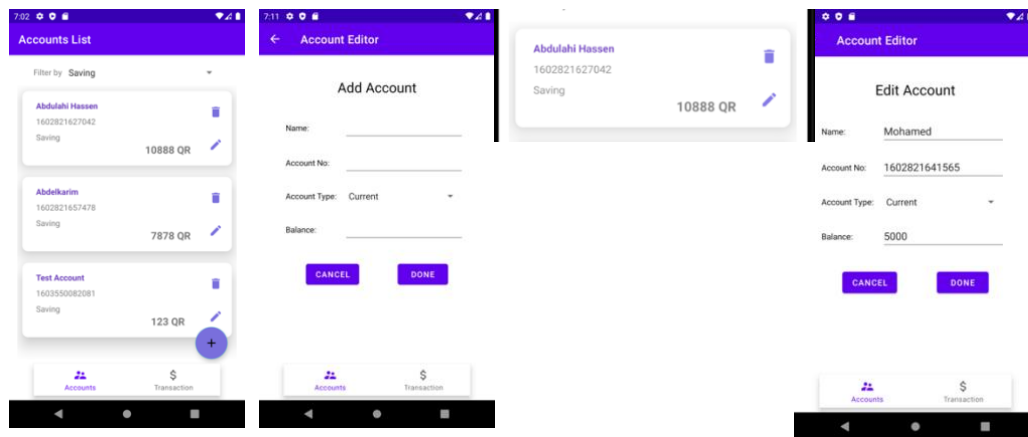 7:02
Accounts List
Filter by Saving
Abdulahi Hassen
1602821627042
Saving
10888 QR
Abdelkarim
1602821657478
Saving
7878 QR
Test Account
1603550082081
Saving
123 QR
+
$
Accounts Transaction
7:11
Account Editor
Add Account
Name:
Account No:
Account Type: Current
Balance:
CANCEL DONE
$
Accounts Transaction
Abdulahi Hassen
1602821627042
Saving
10888 QR
Account Editor
Edit Account
Name: Mohamed
Account No: 1602821641565
Account Type: Current
Balance: 5000
CANCEL DONE
$
Accounts Transaction